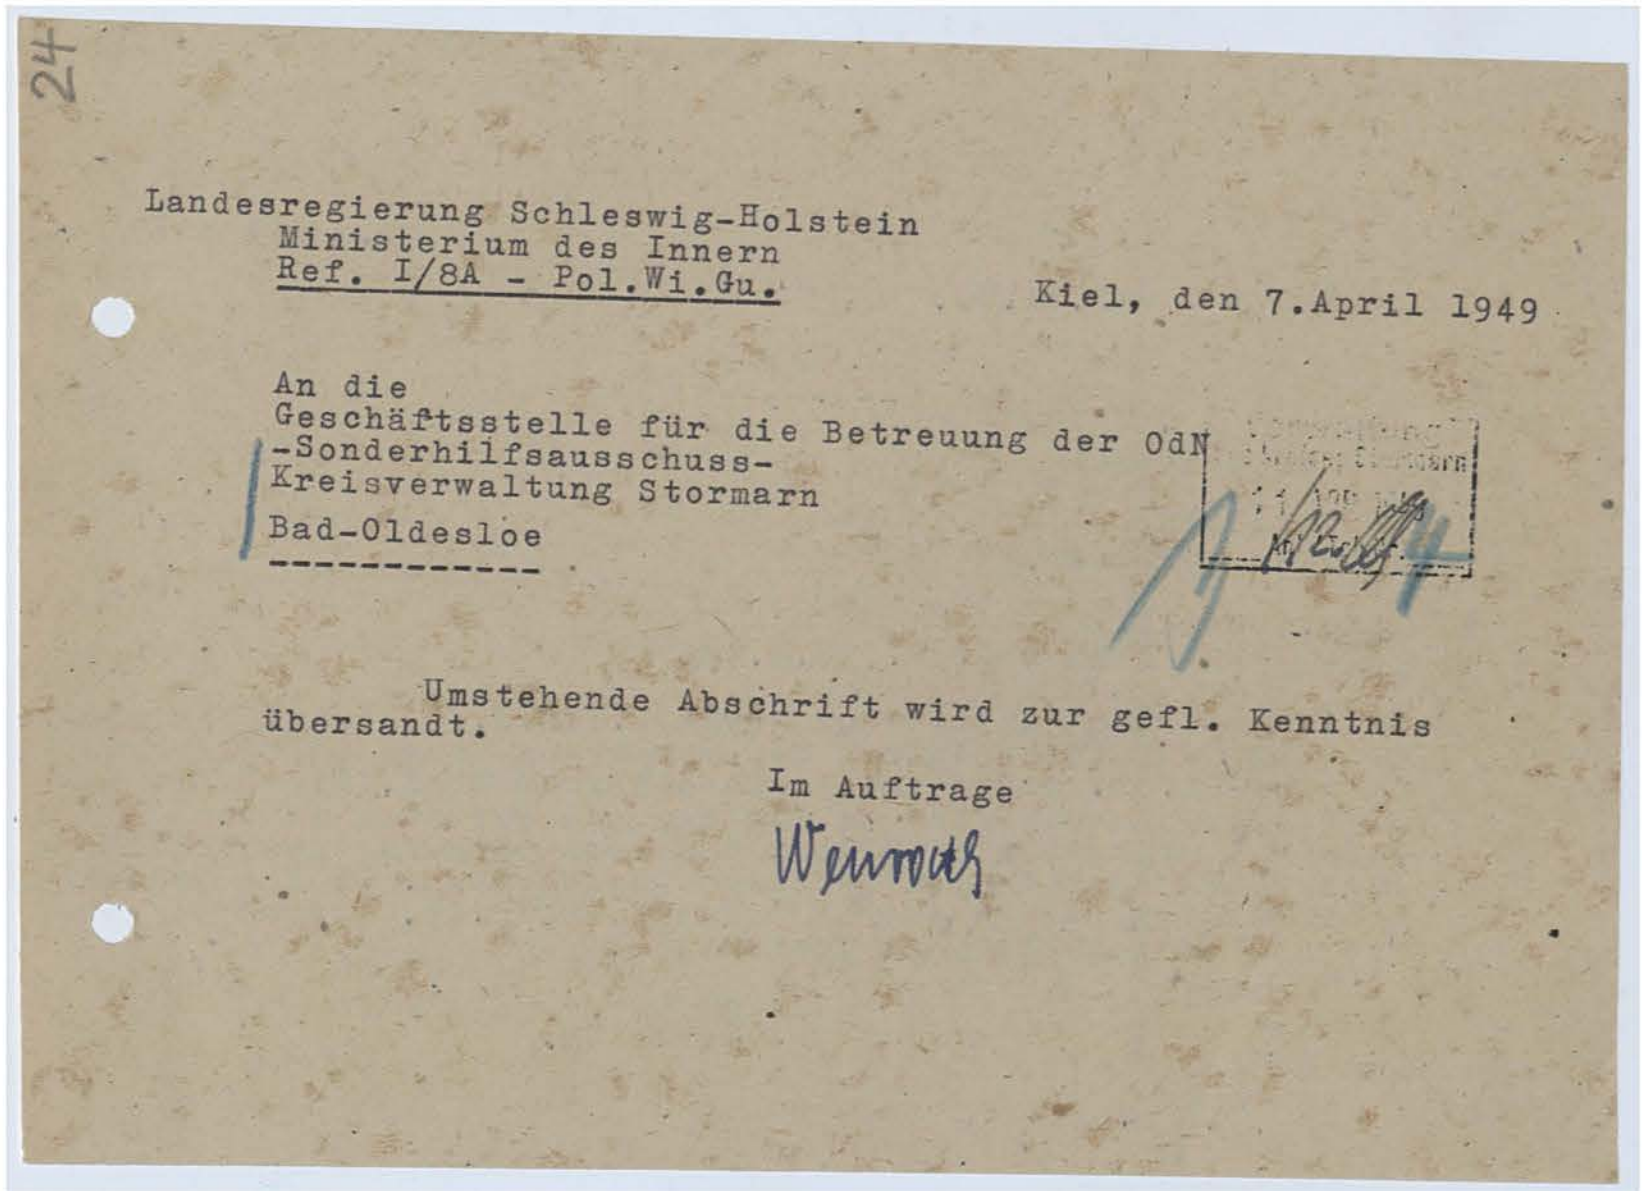 24
Landesregierung Schleswig-Holstein
Ministerium des Innern
Ref. I/8A - Pol.Wi.Gu.
Kiel, den 7.April 1949
An die
Geschäftsstelle für die Betreuung der OdN
-Sonderhilfsausschuss-
Kreisverwaltung Stormarn
Bad-Oldesloe
------------
Umstehende Abschrift wird zur gefl. Kenntnis
übersandt.
Im Auftrage